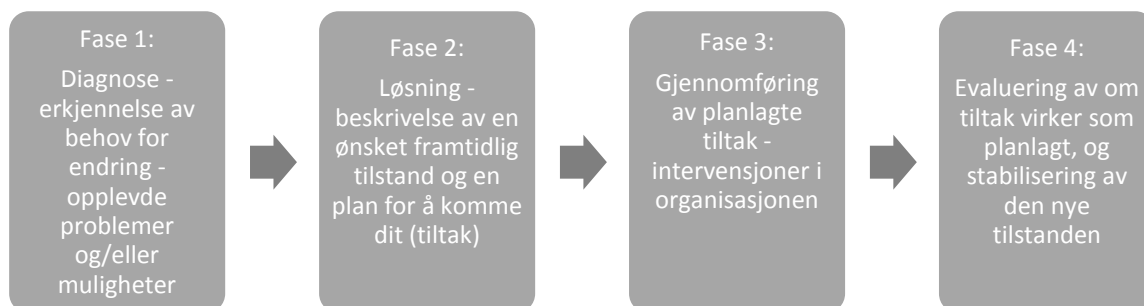 Fase 1:
Diagnose -
erkjennelse av
behov for
endring -
opplevde
problemer
og/eller
muligheter
Fase 2:
Løsning -
beskrivelse av en
ønsket framtidlig
tilstand og en
plan for å komme
dit (tiltak)
Fase 3:
Gjennomføring
av planlagte
tiltak -
intervensjoner i
organisasjonen
Fase 4:
Evaluering av om
tiltak virker som
planlagt, og
stabilisering av
den nye
tilstanden